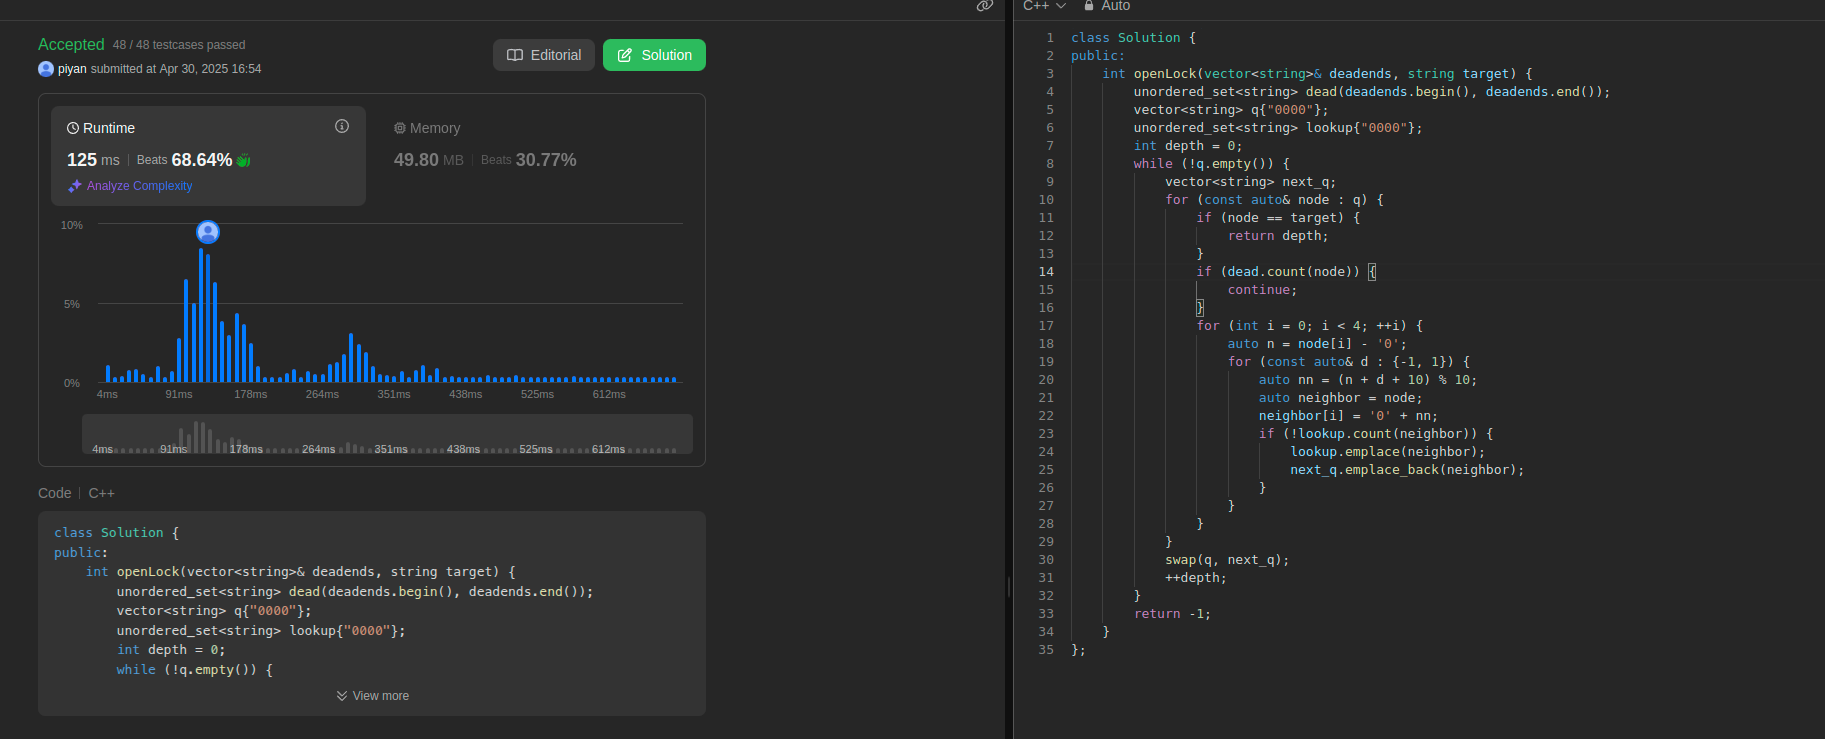 Accepted 48 / 48 testcases passed
piyan submitted at Apr 30, 2025 16:54
Editorial
Solution
Runtime
125 ms | Beats 68.64%
Analyze Complexity
Memory
49.80 MB | Beats 30.77%
10%
5%
0%
4ms 91ms 178ms 264ms 351ms 438ms 525ms 612ms
4ms 91ms 178ms 264ms 351ms 438ms 525ms 612ms
Code | C++
class Solution {
public:
    int openLock(vector<string>& deadends, string target) {
        unordered_set<string> dead(deadends.begin(), deadends.end());
        vector<string> q{"0000"};
        unordered_set<string> lookup{"0000"};
        int depth = 0;
        while (!q.empty()) {
View more
C++ Auto
1 class Solution {
2 public:
3     int openLock(vector<string>& deadends, string target) {
4         unordered_set<string> dead(deadends.begin(), deadends.end());
5         vector<string> q{"0000"};
6         unordered_set<string> lookup{"0000"};
7         int depth = 0;
8         while (!q.empty()) {
9             vector<string> next_q;
10             for (const auto& node : q) {
11                 if (node == target) {
12                     return depth;
13                 }
14                 if (dead.count(node)) {
15                     continue;
16                 }
17                 for (int i = 0; i < 4; ++i) {
18                     auto n = node[i] - '0';
19                     for (const auto& d : {-1, 1}) {
20                         auto nn = (n + d + 10) % 10;
21                         auto neighbor = node;
22                         neighbor[i] = '0' + nn;
23                         if (!lookup.count(neighbor)) {
24                             lookup.emplace(neighbor);
25                             next_q.emplace_back(neighbor);
26                         }
27                     }
28                 }
29             }
30             swap(q, next_q);
31             ++depth;
32         }
33         return -1;
34     }
35 };